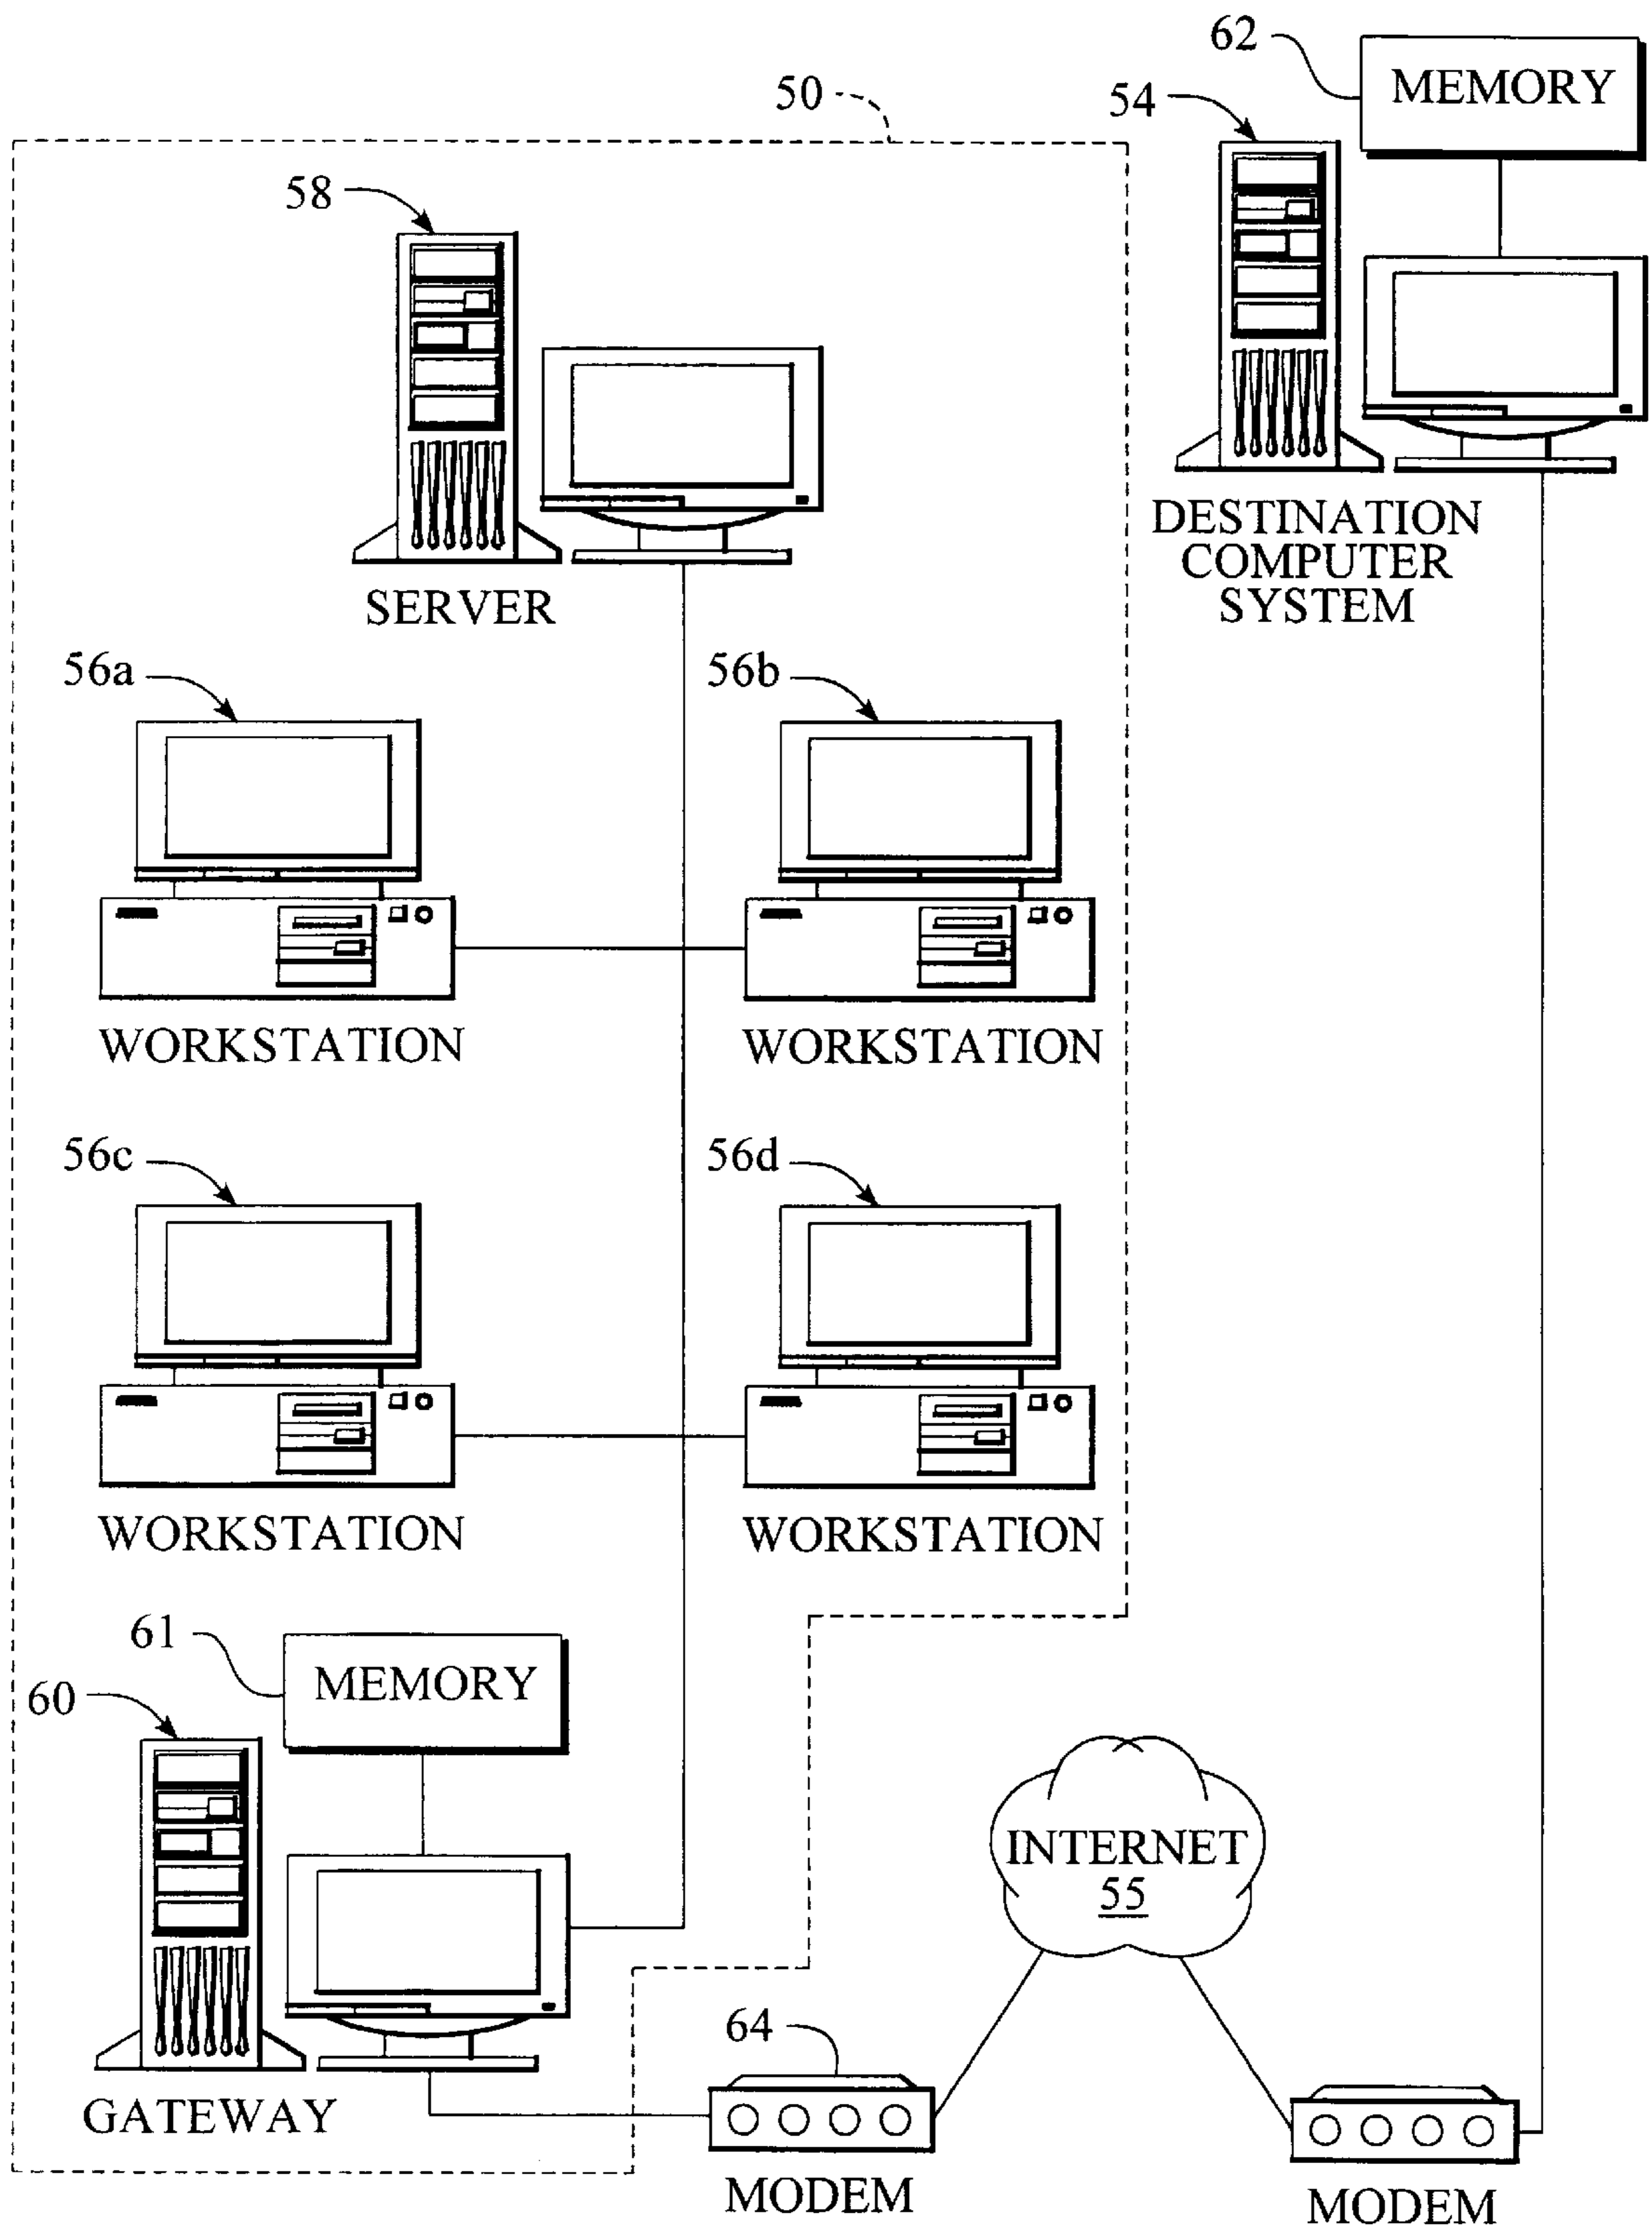 62
MEMORY
54
50
58
DESTINATION
COMPUTER
SYSTEM
SERVER
56a
56b
WORKSTATION
WORKSTATION
56c
56d
WORKSTATION
WORKSTATION
61
MEMORY
60
INTERNET
55
64
GATEWAY
MODEM
MODEM